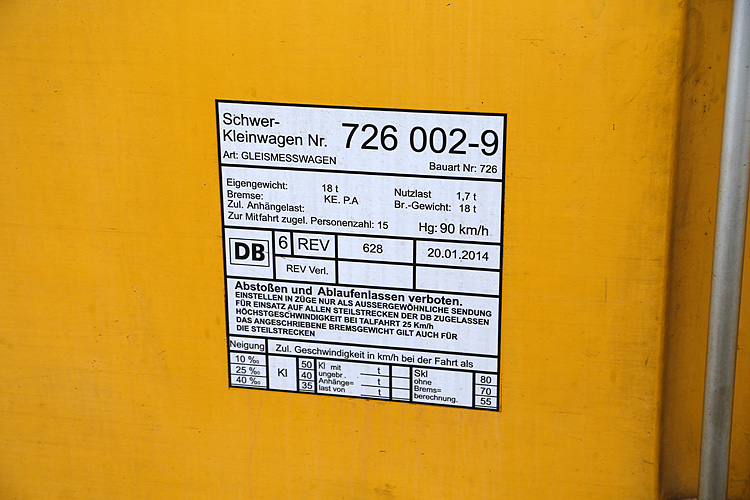 Schwer-
Kleinwagen Nr. 726 002-9
Art: GLEISMESSWAGEN Bauart Nr: 726
Eigengewicht: 18 t Nutzlast 1,7 t
Bremse: KE. P.A Br.-Gewicht: 18 t
Zul. Anhängelast:
Zur Mitfahrt zugel. Personenzahl: 15 Hg: 90 km/h
DB 6 REV 628 20.01.2014
REV Verl.
Abstoßen und Ablaufenlassen verboten.
EINSTELLEN IN ZÜGE NUR ALS AUSSERGEWÖHNLICHE SENDUNG
FÜR EINSATZ AUF ALLEN STEILSTRECKEN DER DB ZUGELASSEN
HÖCHSTGESCHWINDIGKEIT BEI TALFAHRT 25 Km/h
DAS ANGESCHRIEBENE BREMSGEWICHT GILT AUCH FÜR
DIE STEILSTRECKEN
Neigung Zul. Geschwindigkeit in km/h bei der Fahrt als
10 ‰ 50 Kl mit t Skl 80
25 ‰ Kl 40 ungebr. t ohne 70
40 ‰ 35 Anhänge= t Brems= 55
last von berechnung.